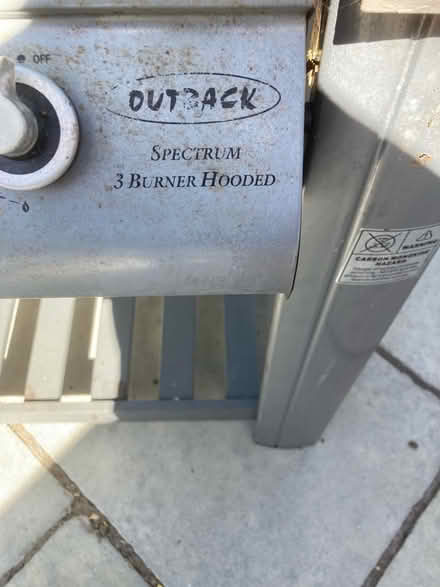 OFF
OUTBACK
SPECTRUM
3 BURNER HOODED
WARNING
CARBON MONOXIDE
HAZARD